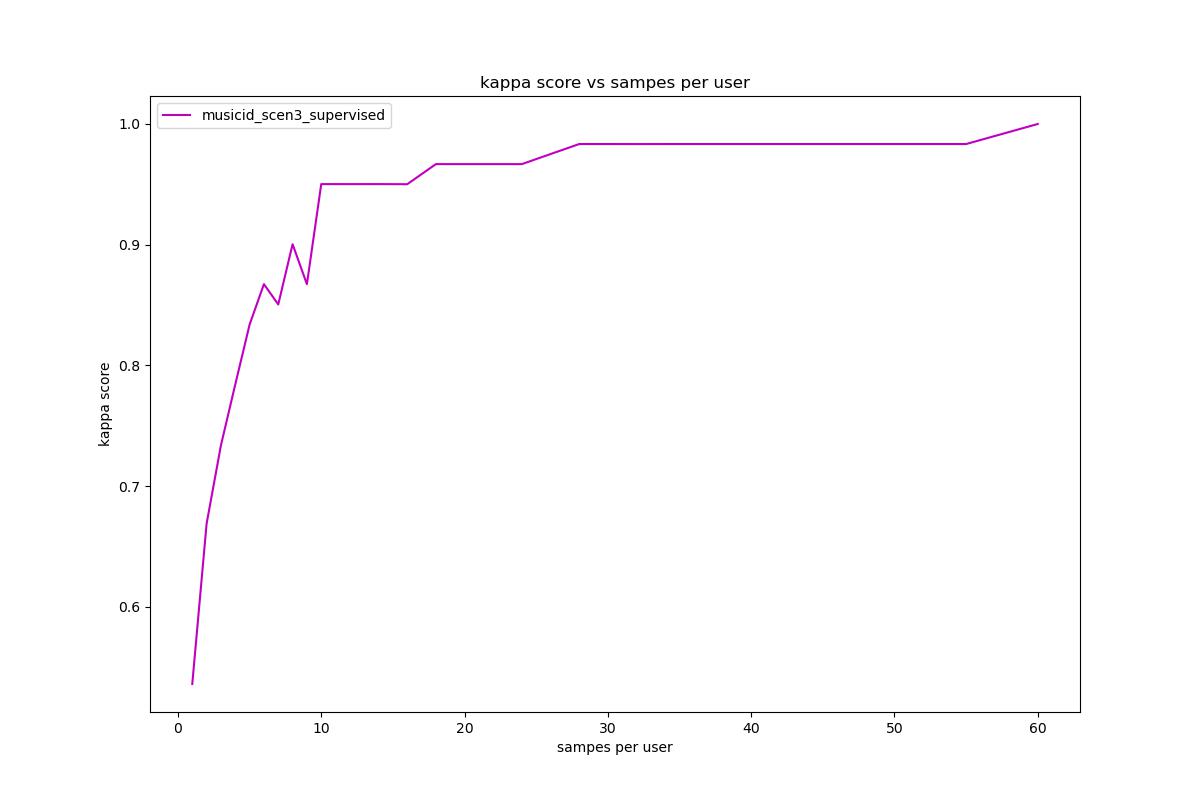 kappa score vs sampes per user
musicid_scen3_supervised
1.0
0.9
0.8
0.7
0.6
kappa score
0 10 20 30 40 50 60
sampes per user